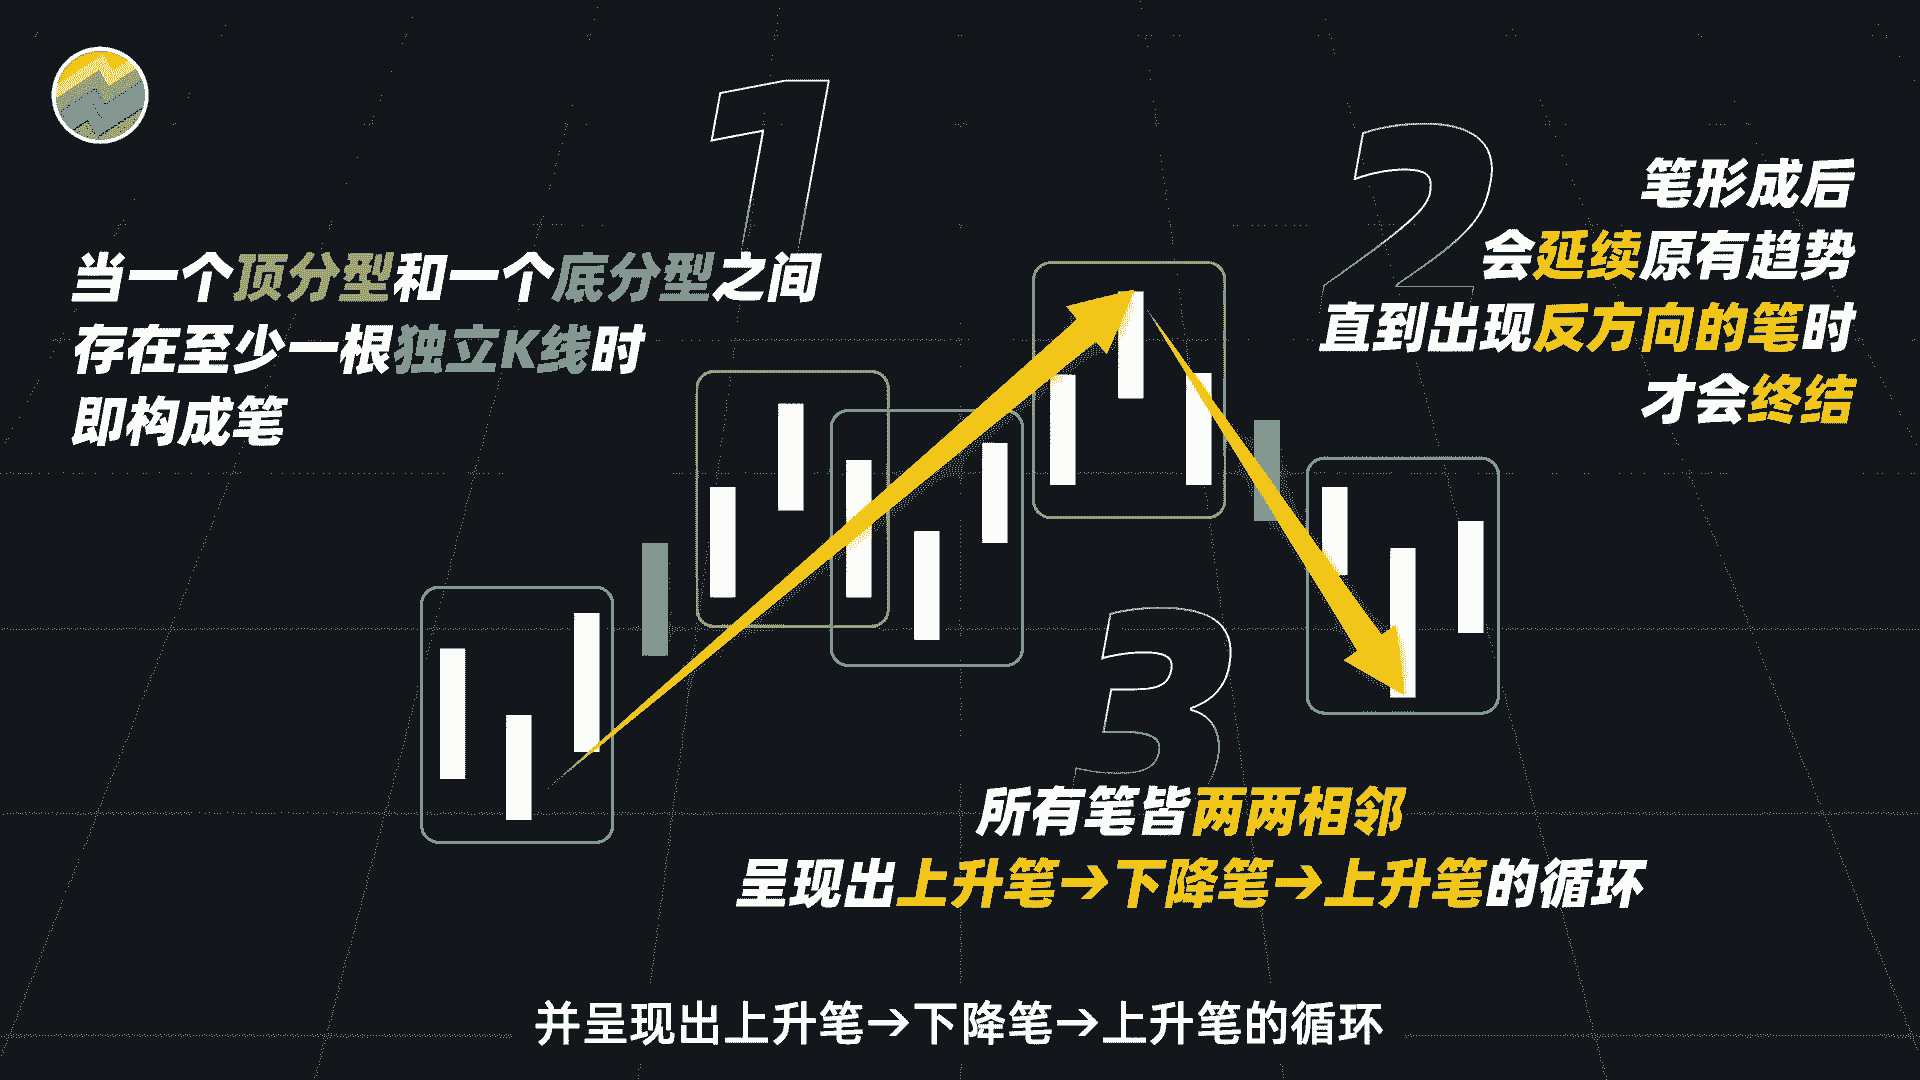 1
当一个顶分型和一个底分型之间
存在至少一根独立K线时
即构成笔
2
笔形成后
会延续原有趋势
直到出现反方向的笔时
才会终结
3
所有笔皆两两相邻
呈现出上升笔→下降笔→上升笔的循环
并呈现出上升笔→下降笔→上升笔的循环